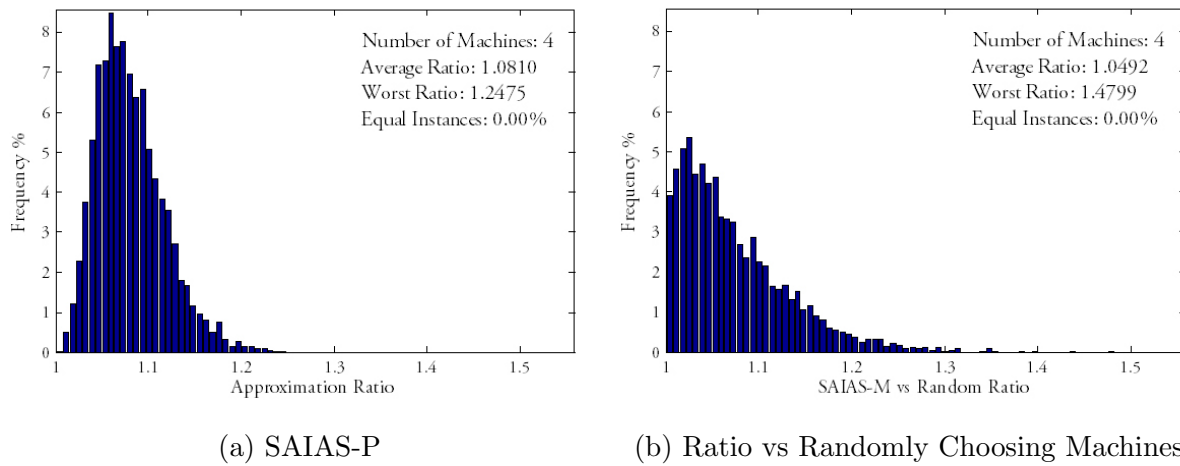 8
7
6
5
4
3
2
1
0
Frequency %
Number of Machines: 4
Average Ratio: 1.0810
Worst Ratio: 1.2475
Equal Instances: 0.00%
1 1.1 1.2 1.3 1.4 1.5
Approximation Ratio
(a) SAIAS-P
8
7
6
5
4
3
2
1
0
Frequency %
Number of Machines: 4
Average Ratio: 1.0492
Worst Ratio: 1.4799
Equal Instances: 0.00%
1 1.1 1.2 1.3 1.4 1.5
SAIAS-M vs Random Ratio
(b) Ratio vs Randomly Choosing Machines